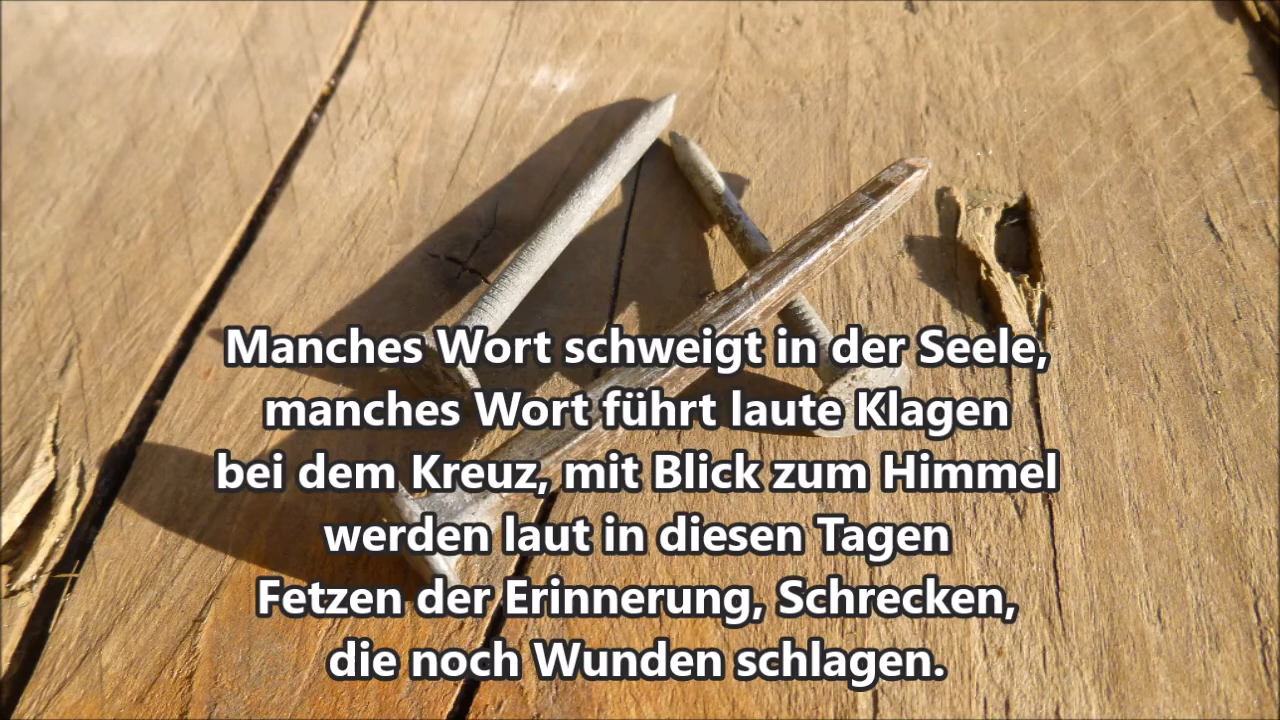 Manches Wort schweigt in der Seele,
manches Wort führt laute Klagen
bei dem Kreuz, mit Blick zum Himmel
werden laut in diesen Tagen
Fetzen der Erinnerung, Schrecken,
die noch Wunden schlagen.